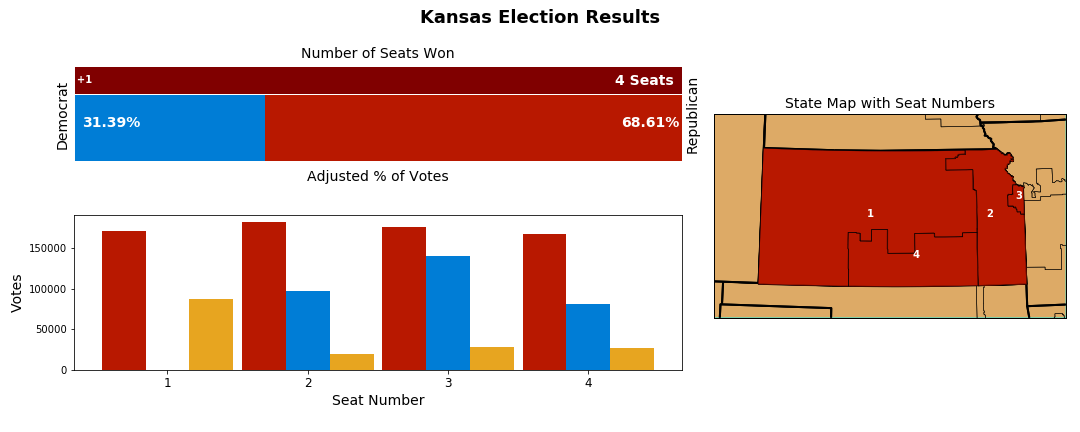 Kansas Election Results
Number of Seats Won
+1
4 Seats
Democrat
31.39%
68.61%
Republican
Adjusted % of Votes
State Map with Seat Numbers
1
2
3
4
Votes
150000
100000
50000
0
1 2 3 4
Seat Number